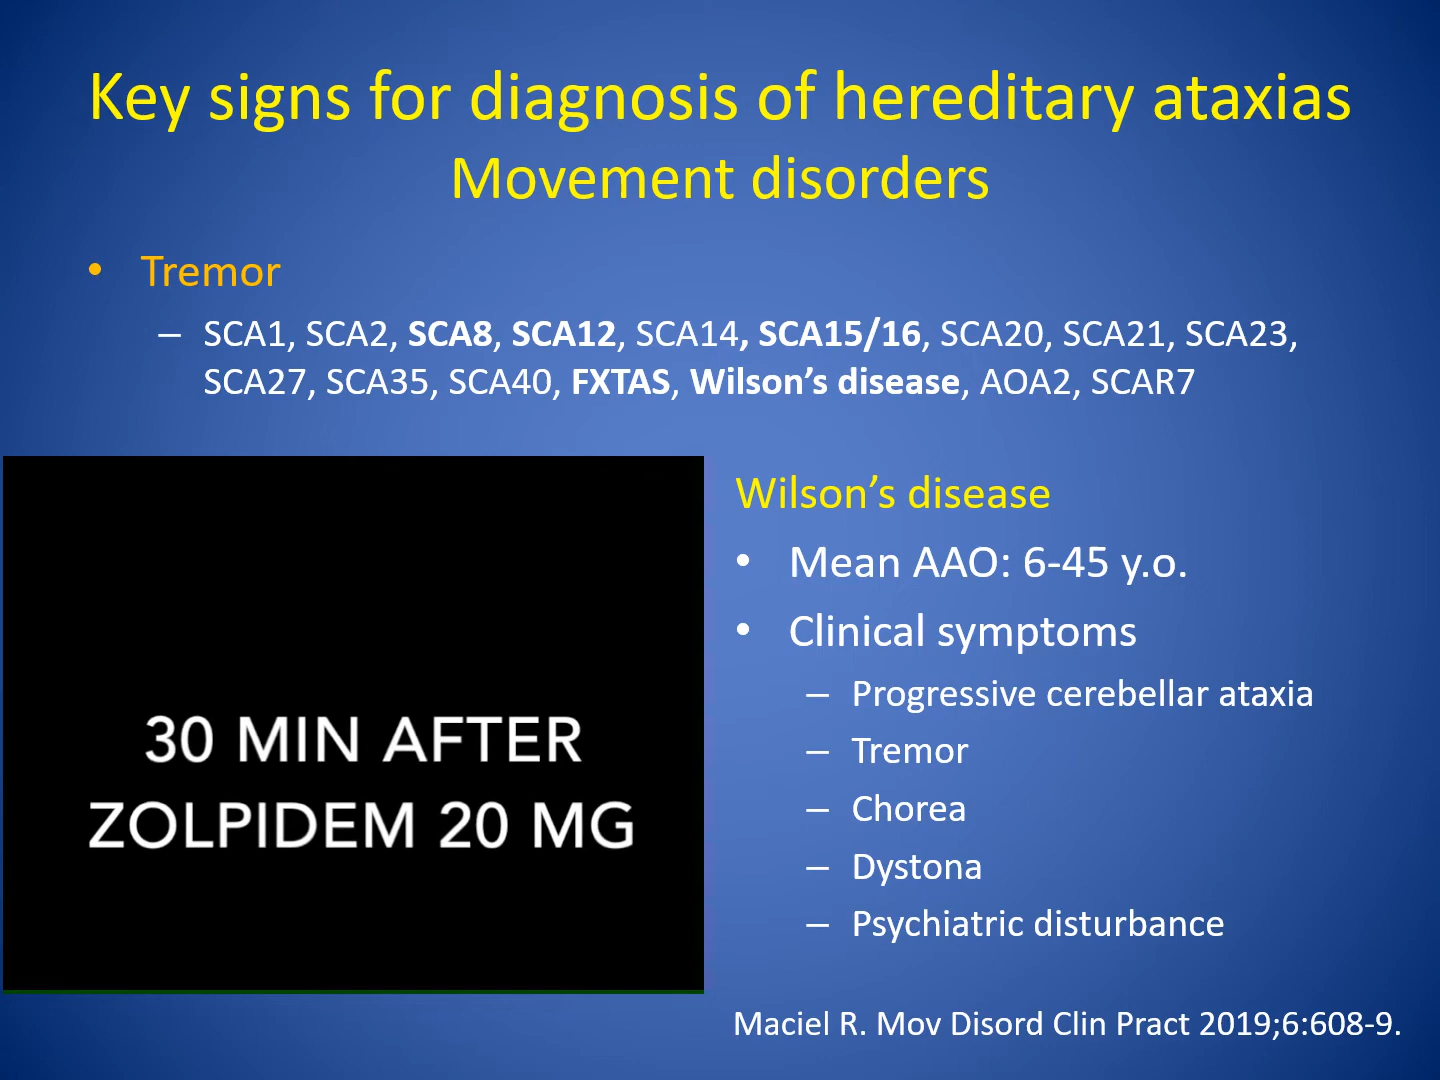 Key signs for diagnosis of hereditary ataxias
Movement disorders
• Tremor
– SCA1, SCA2, SCA8, SCA12, SCA14, SCA15/16, SCA20, SCA21, SCA23,
SCA27, SCA35, SCA40, FXTAS, Wilson’s disease, AOA2, SCAR7
30 MIN AFTER
ZOLPIDEM 20 MG
Wilson’s disease
• Mean AAO: 6-45 y.o.
• Clinical symptoms
– Progressive cerebellar ataxia
– Tremor
– Chorea
– Dystona
– Psychiatric disturbance
Maciel R. Mov Disord Clin Pract 2019;6:608-9.